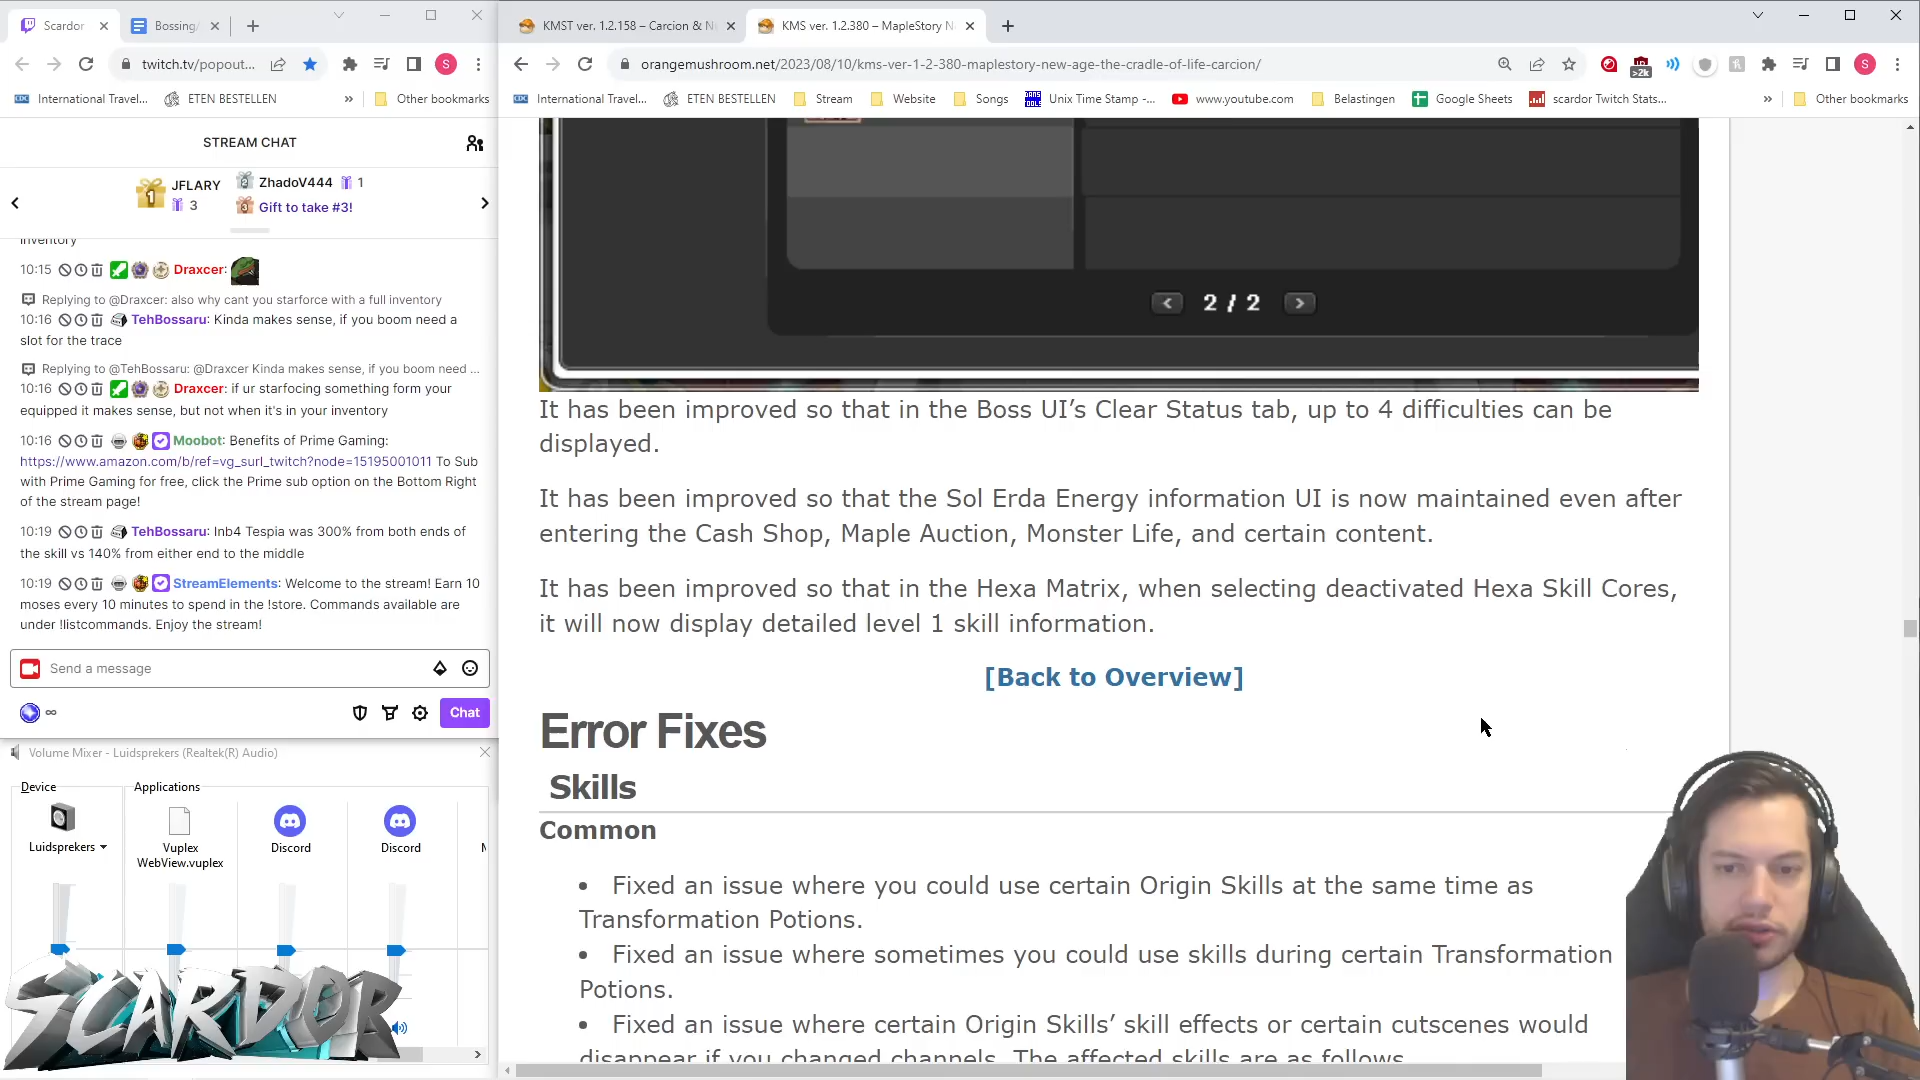 Scardor
Bossing/
twitch.tv/popout...
S
International Travel...
ETEN BESTELLEN
»
Other bookmarks
STREAM CHAT
1
JFLARY
3
2
ZhadoV444
1
3
Gift to take #3!
inventory
10:15 Draxcer:
Replying to @Draxcer: also why cant you starforce with a full inventory
10:16 TehBossaru: Kinda makes sense, if you boom need a
slot for the trace
Replying to @TehBossaru: @Draxcer Kinda makes sense, if you boom need ...
10:16 Draxcer: if ur starfocing something form your
equipped it makes sense, but not when it's in your inventory
10:16 Moobot: Benefits of Prime Gaming:
https://www.amazon.com/b/ref=vg_surl_twitch?node=15195001011 To Sub
with Prime Gaming for free, click the Prime sub option on the Bottom Right
of the stream page!
10:19 TehBossaru: Inb4 Tespia was 300% from both ends of
the skill vs 140% from either end to the middle
10:19 StreamElements: Welcome to the stream! Earn 10
moses every 10 minutes to spend in the !store. Commands available are
under !listcommands. Enjoy the stream!
Send a message
∞
Chat
Volume Mixer - Luidsprekers (Realtek(R) Audio)
Device
Applications
Luidsprekers
Vuplex
WebView.vuplex
Discord
Discord
SCARDOR
KMST ver. 1.2.158 – Carcion & N
KMS ver. 1.2.380 – MapleStory N
orangemushroom.net/2023/08/10/kms-ver-1-2-380-maplestory-new-age-the-cradle-of-life-carcion/
>2k
S
International Travel...
ETEN BESTELLEN
Stream
Website
Songs
Unix Time Stamp -...
www.youtube.com
Belastingen
Google Sheets
scardor Twitch Stats...
»
Other bookmarks
2 / 2
It has been improved so that in the Boss UI’s Clear Status tab, up to 4 difficulties can be
displayed.
It has been improved so that the Sol Erda Energy information UI is now maintained even after
entering the Cash Shop, Maple Auction, Monster Life, and certain content.
It has been improved so that in the Hexa Matrix, when selecting deactivated Hexa Skill Cores,
it will now display detailed level 1 skill information.
[Back to Overview]
Error Fixes
Skills
Common
• Fixed an issue where you could use certain Origin Skills at the same time as
Transformation Potions.
• Fixed an issue where sometimes you could use skills during certain Transformation
Potions.
• Fixed an issue where certain Origin Skills’ skill effects or certain cutscenes would
disappear if you changed channels. The affected skills are as follows